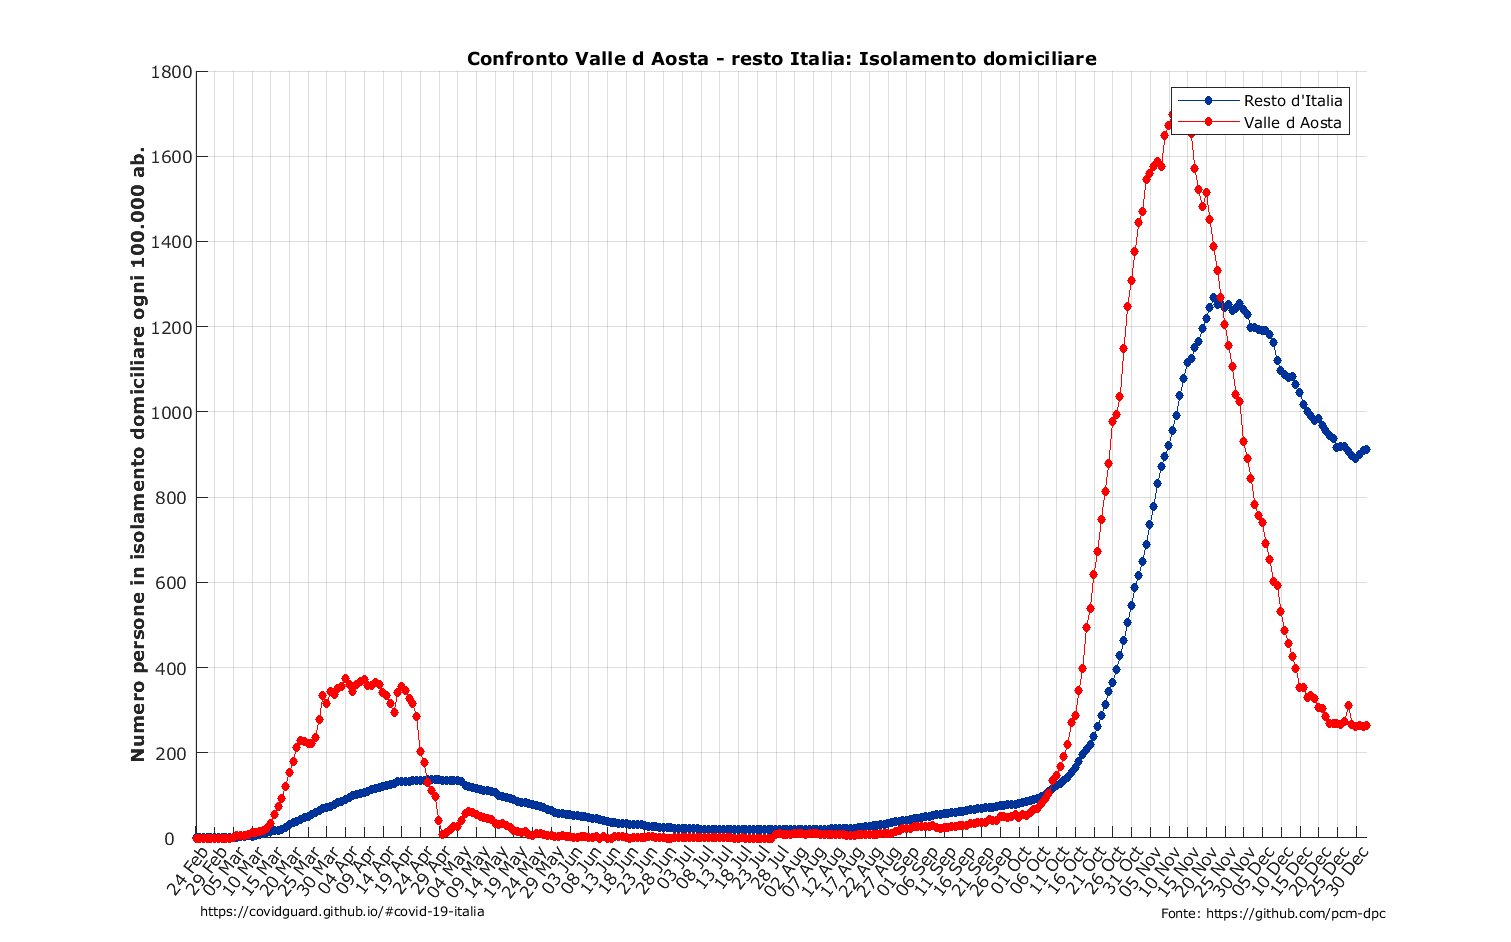 Confronto Valle d Aosta - resto Italia: Isolamento domiciliare
Numero persone in isolamento domiciliare ogni 100.000 ab.
1800
1600
1400
1200
1000
800
600
400
200
0
Resto d'Italia
Valle d Aosta
24 Feb
29 Feb
05 Mar
10 Mar
15 Mar
20 Mar
25 Mar
30 Mar
04 Apr
09 Apr
14 Apr
19 Apr
24 Apr
29 Apr
04 May
09 May
14 May
19 May
24 May
29 May
03 Jun
08 Jun
13 Jun
18 Jun
23 Jun
28 Jun
03 Jul
08 Jul
13 Jul
18 Jul
23 Jul
28 Jul
02 Aug
07 Aug
12 Aug
17 Aug
22 Aug
27 Aug
01 Sep
06 Sep
11 Sep
16 Sep
21 Sep
26 Sep
01 Oct
06 Oct
11 Oct
16 Oct
21 Oct
26 Oct
31 Oct
05 Nov
10 Nov
15 Nov
20 Nov
25 Nov
30 Nov
05 Dec
10 Dec
15 Dec
20 Dec
25 Dec
30 Dec
https://covidguard.github.io/#covid-19-italia
Fonte: https://github.com/pcm-dpc